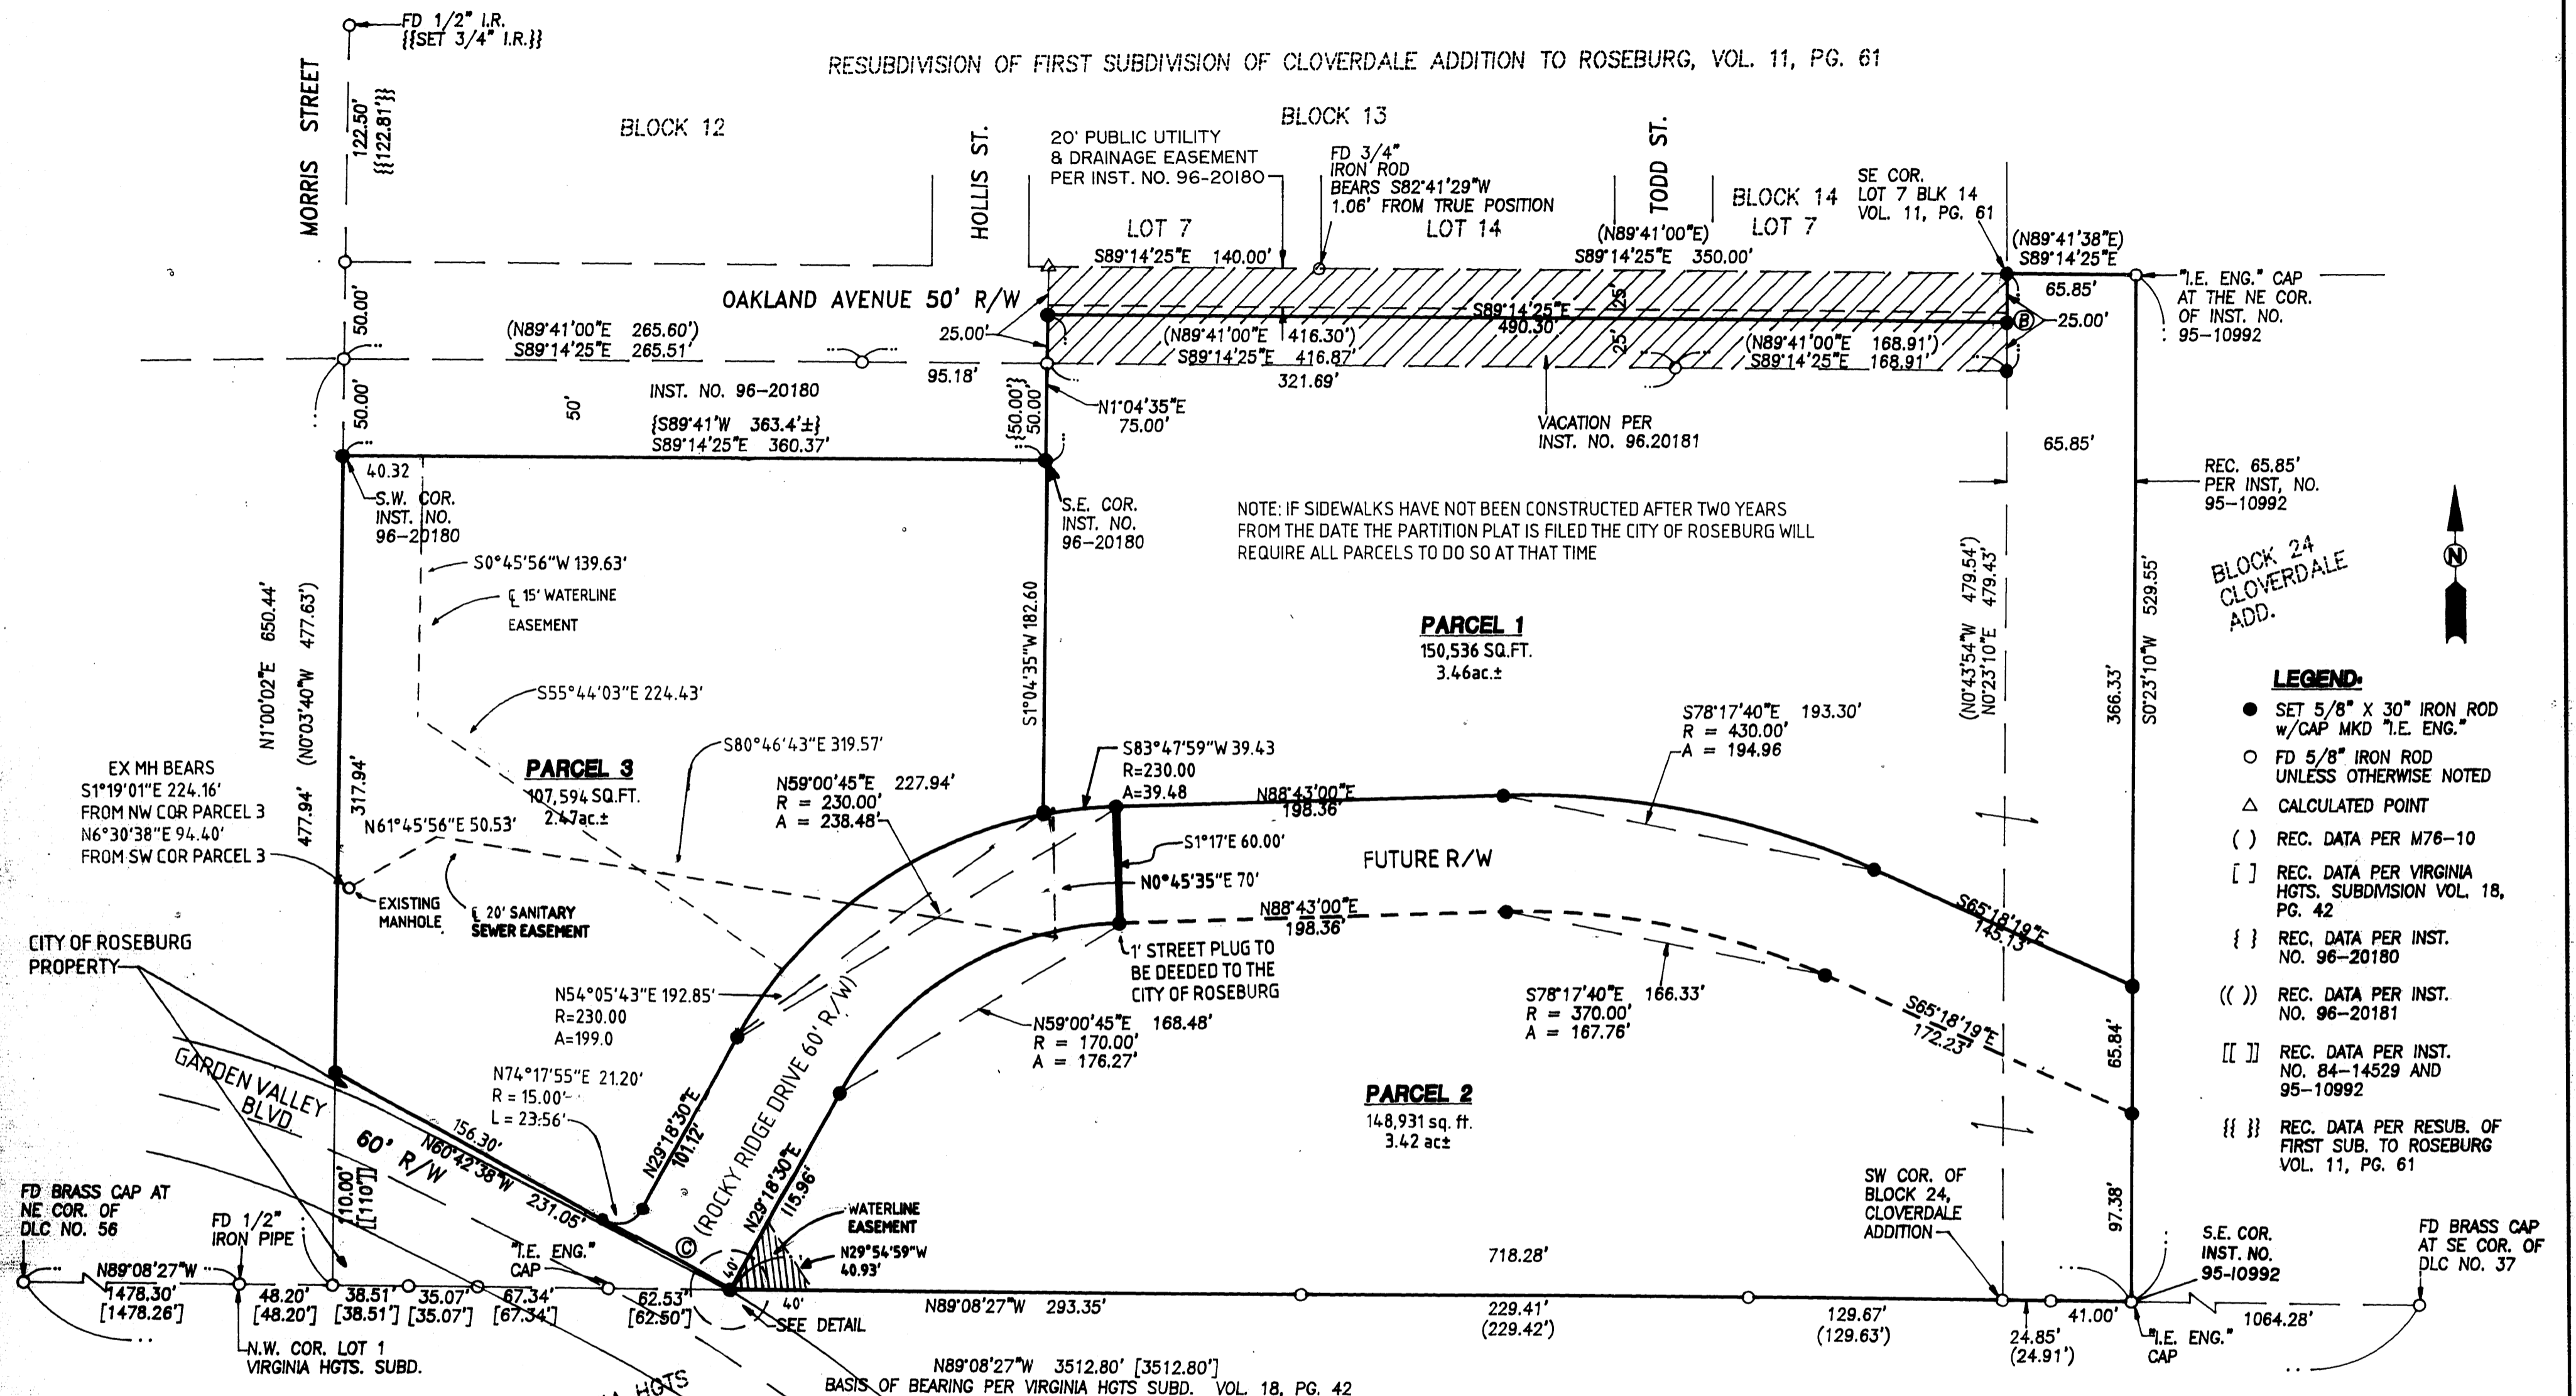 FD 1/2" I.R.
{{SET 3/4" I.R.}}
RESUBDIVISION OF FIRST SUBDIVISION OF CLOVERDALE ADDITION TO ROSEBURG, VOL. 11, PG. 61
MORRIS STREET
122.50'
{{122.81'}}
BLOCK 12
HOLLIS ST.
20' PUBLIC UTILITY
& DRAINAGE EASEMENT
PER INST. NO. 96-20180
BLOCK 13
FD 3/4"
IRON ROD
BEARS S82°41'29"W
1.06' FROM TRUE POSITION
TODD ST.
BLOCK 14
LOT 7
LOT 14
LOT 7
SE COR.
LOT 7 BLK 14
VOL. 11, PG. 61
S89°14'25"E 140.00'
(N89°41'00"E)
S89°14'25"E 350.00'
(N89°41'38"E)
S89°14'25"E
65.85'
"I.E. ENG." CAP
AT THE NE COR.
OF INST. NO.
95-10992
OAKLAND AVENUE 50' R/W
50.00'
(N89°41'00"E 265.60')
S89°14'25"E 265.51'
25.00'
S89°14'25"E
490.30'
25'
25'
(N89°41'00"E 416.30')
S89°14'25"E 416.87'
(N89°41'00"E 168.91')
S89°14'25"E 168.91'
B
25.00'
95.18'
321.69'
50.00'
INST. NO. 96-20180
50'
{S89°41'W 363.4'±}
S89°14'25"E 360.37'
{50.00'}
50.00'
N1°04'35"E
75.00'
VACATION PER
INST. NO. 96.20181
65.85'
REC. 65.85'
PER INST, NO.
95-10992
40.32
S.W. COR.
INST. NO.
96-20180
S.E. COR.
INST. NO.
96-20180
NOTE: IF SIDEWALKS HAVE NOT BEEN CONSTRUCTED AFTER TWO YEARS
FROM THE DATE THE PARTITION PLAT IS FILED THE CITY OF ROSEBURG WILL
REQUIRE ALL PARCELS TO DO SO AT THAT TIME
N
BLOCK 24
CLOVERDALE
ADD.
S0°45'56"W 139.63'
℄ 15' WATERLINE
EASEMENT
N1°00'02"E 650.44'
477.94' (N0°03'40"W 477.63')
317.94'
S1°04'35"W 182.60
(N0°43'54"W 479.54')
N0°23'10"E 479.43'
366.33'
S0°23'10"W 529.55'
PARCEL 1
150,536 SQ.FT.
3.46ac.±
S55°44'03"E 224.43'
S80°46'43"E 319.57'
S78°17'40"E 193.30'
R = 430.00'
A = 194.96
EX MH BEARS
S1°19'01"E 224.16'
FROM NW COR PARCEL 3
N6°30'38"E 94.40'
FROM SW COR PARCEL 3
PARCEL 3
107,594 SQ.FT.
2.47ac.±
N61°45'56"E 50.53'
N59°00'45"E 227.94'
R = 230.00'
A = 238.48'
S83°47'59"W 39.43
R=230.00
A=39.48
N88°43'00"E
198.36'
S1°17'E 60.00'
N0°45'35"E 70'
FUTURE R/W
N88°43'00"E
198.36'
EXISTING
MANHOLE
℄ 20' SANITARY
SEWER EASEMENT
1' STREET PLUG TO
BE DEEDED TO THE
CITY OF ROSEBURG
S65°18'19"E
145.13'
CITY OF ROSEBURG
PROPERTY
N54°05'43"E 192.85'
R=230.00
A=199.0
N59°00'45"E 168.48'
R = 170.00'
A = 176.27'
S78°17'40"E 166.33'
R = 370.00'
A = 167.76'
S65°18'19"E
172.23'
65.84'
N74°17'55"E 21.20'
R = 15.00'
L = 23.56'
GARDEN VALLEY
BLVD.
60' R/W
156.30'
N60°42'38"W 231.05'
N29°18'30"E
101.12'
(ROCKY RIDGE DRIVE 60' R/W)
N29°18'30"E
115.96'
PARCEL 2
148,931 sq. ft.
3.42 ac±
110.00'
[[110']]
WATERLINE
EASEMENT
N29°54'59"W
40.93'
C
40'
40'
SEE DETAIL
SW COR. OF
BLOCK 24,
CLOVERDALE
ADDITION
97.38'
S.E. COR.
INST. NO.
95-10992
FD BRASS CAP
AT SE COR. OF
DLC NO. 37
FD BRASS CAP AT
NE COR. OF
DLC NO. 56
FD 1/2"
IRON PIPE
"I.E. ENG."
CAP
N89°08'27"W
1478.30'
[1478.26']
48.20'
[48.20']
38.51'
[38.51']
35.07'
[35.07']
67.34'
[67.34']
62.53'
[62.50']
718.28'
N89°08'27"W 293.35'
229.41'
(229.42')
129.67'
(129.63')
24.85'
(24.91')
41.00'
"I.E. ENG."
CAP
1064.28'
N.W. COR. LOT 1
VIRGINIA HGTS. SUBD.
HGTS
N89°08'27"W 3512.80' [3512.80']
BASIS OF BEARING PER VIRGINIA HGTS SUBD. VOL. 18, PG. 42
LEGEND:
SET 5/8" X 30" IRON ROD
w/CAP MKD "I.E. ENG."
FD 5/8" IRON ROD
UNLESS OTHERWISE NOTED
CALCULATED POINT
( ) REC. DATA PER M76-10
[ ] REC. DATA PER VIRGINIA
HGTS. SUBDIVISION VOL. 18,
PG. 42
{ } REC, DATA PER INST.
NO. 96-20180
(( )) REC. DATA PER INST.
NO. 96-20181
[[ ]] REC. DATA PER INST.
NO. 84-14529 AND
95-10992
{{ }} REC. DATA PER RESUB. OF
FIRST SUB. TO ROSEBURG
VOL. 11, PG. 61